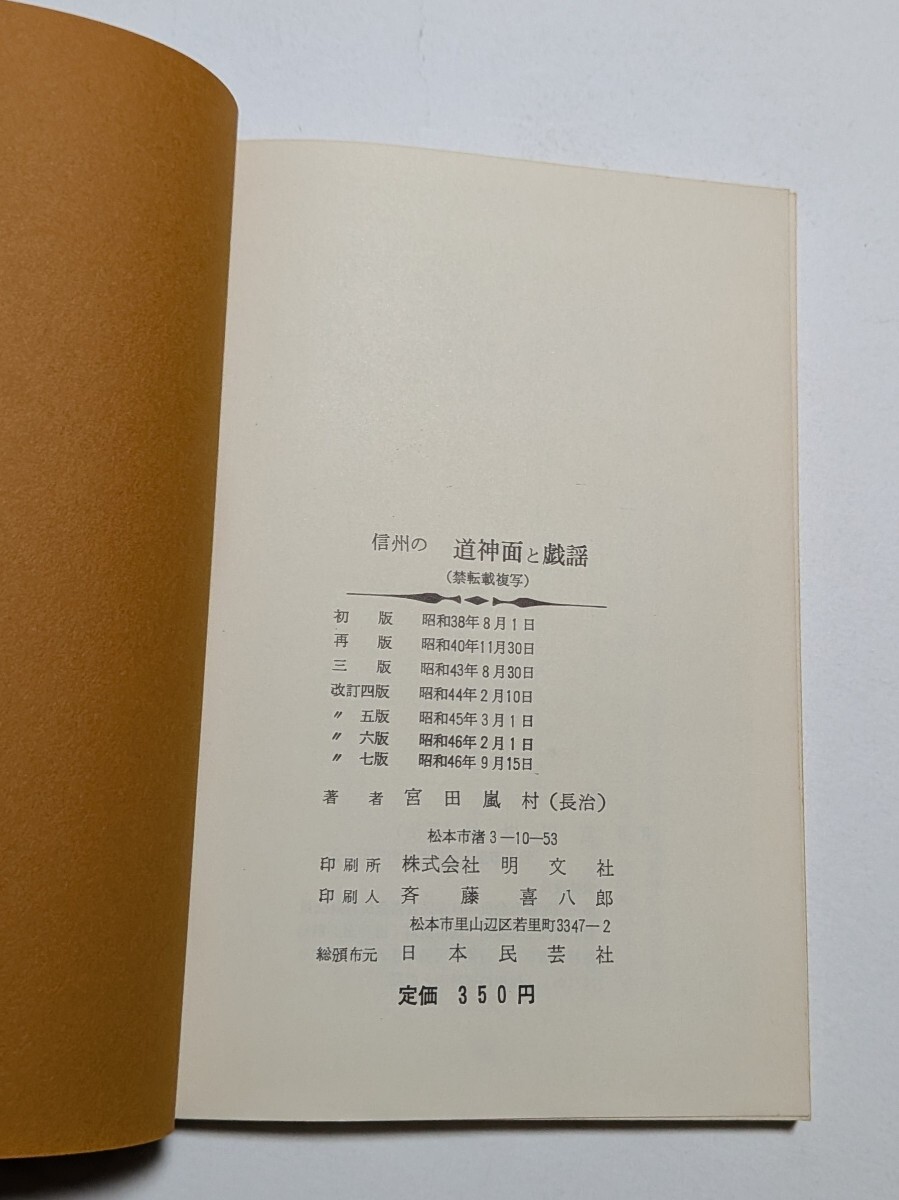 信州の 道神面と戯謡
(禁転載複写)
初版 昭和38年8月1日
再版 昭和40年11月30日
三版 昭和43年8月30日
改訂四版 昭和44年2月10日
〃 五版 昭和45年3月1日
〃 六版 昭和46年2月1日
〃 七版 昭和46年9月15日
著者 宮田嵐村(長治)
松本市渚3—10—53
印刷所 株式会社 明文社
印刷人 斉藤喜八郎
松本市里山辺区若里町3347—2
総頒布元 日本民芸社
定価 350円